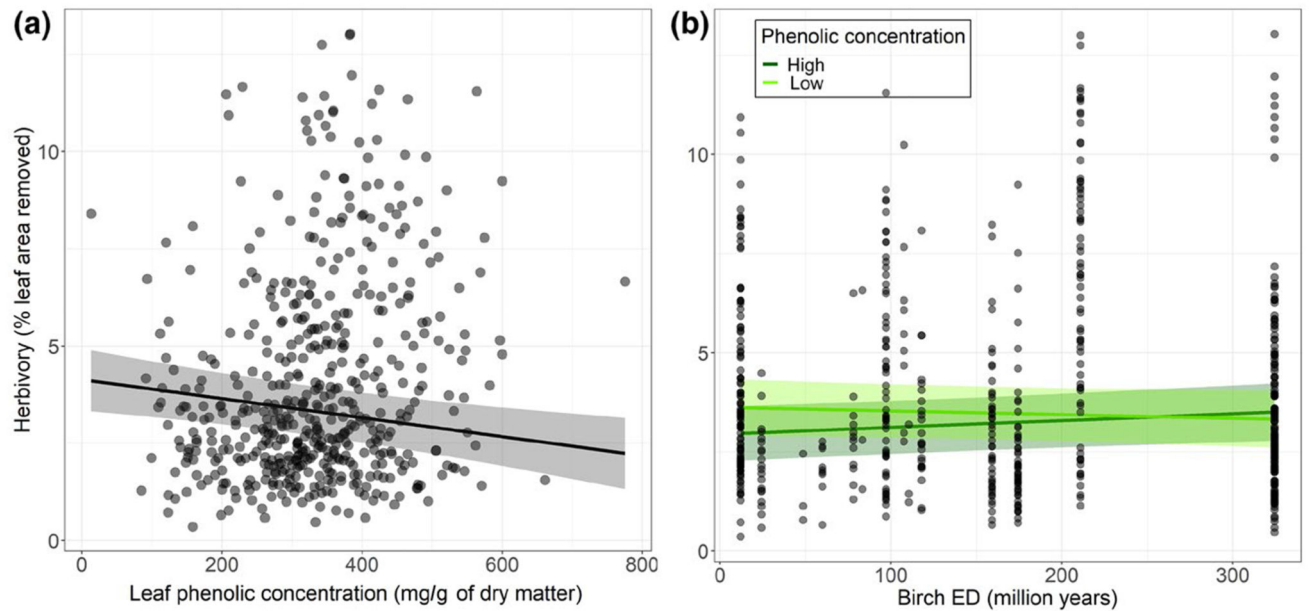 (a)
Herbivory (% leaf area removed)
10
5
0
0 200 400 600 800
Leaf phenolic concentration (mg/g of dry matter)
(b)
Phenolic concentration
High
Low
10
5
0
0 100 200 300
Birch ED (million years)